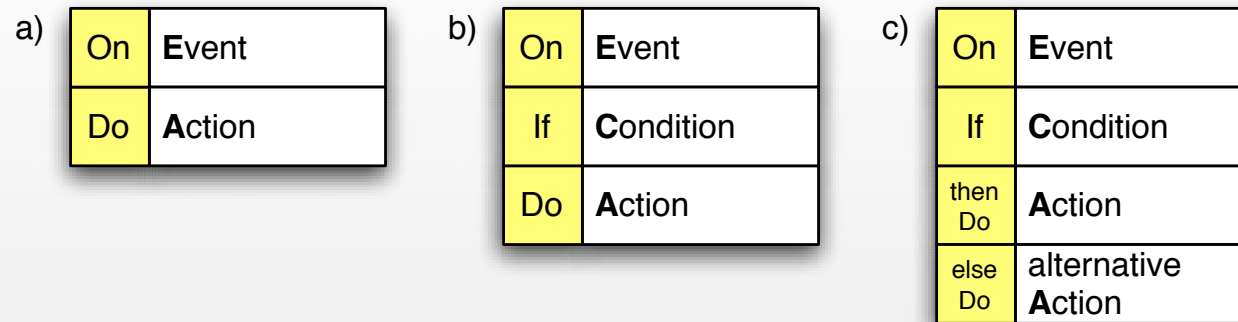 a)
On Event
Do Action
b)
On Event
If Condition
Do Action
c)
On Event
If Condition
then
Do
Action
else
Do
alternative
Action